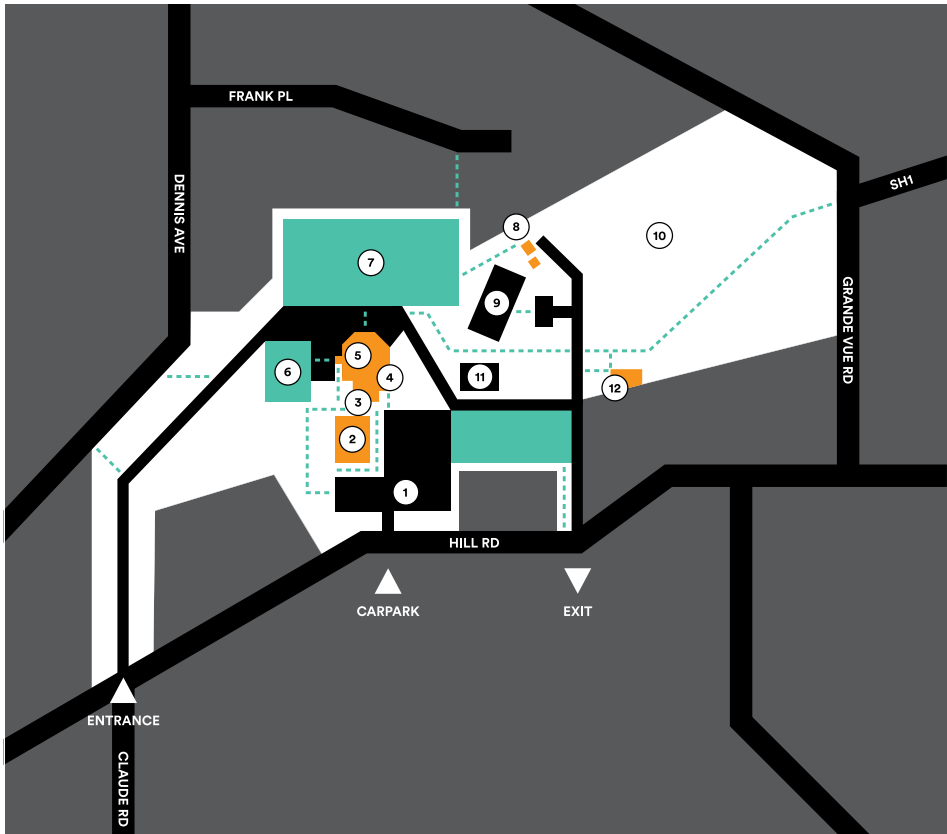 FRANK PL
DENNIS AVE
SH1
8
10
7
GRANDE VUE RD
9
5
6
4
11
12
3
2
1
HILL RD
CARPARK
EXIT
ENTRANCE
CLAUDE RD